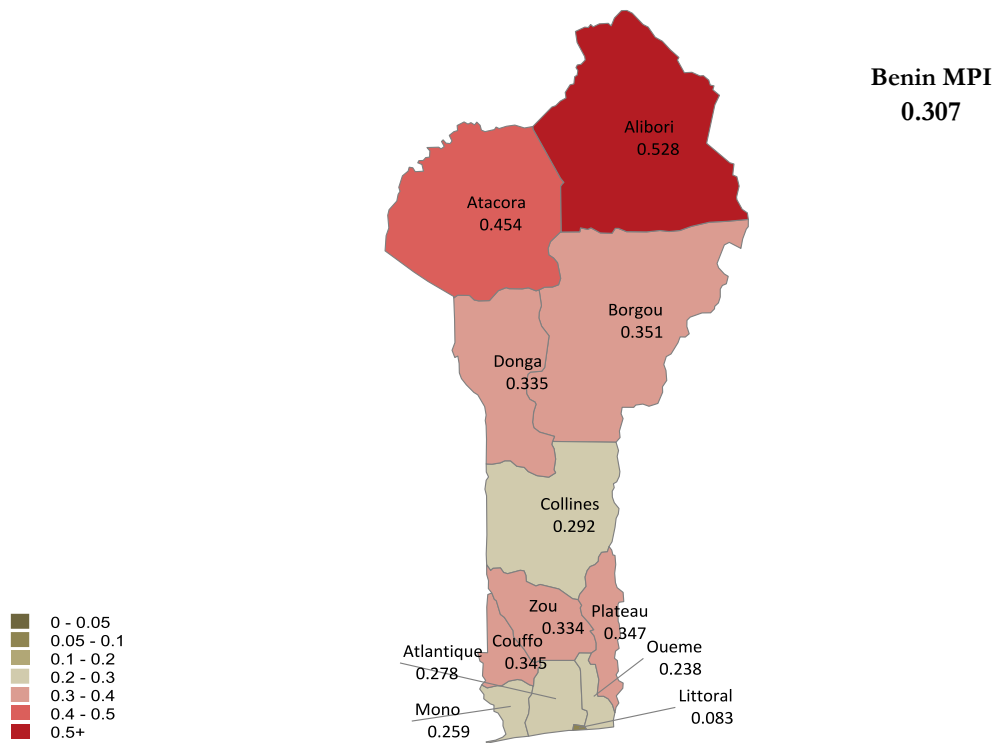 Benin MPI
0.307
Alibori
0.528
Atacora
0.454
Borgou
0.351
Donga
0.335
Collines
0.292
Zou
0.334
Plateau
0.347
Couffo
0.345
Oueme
0.238
Atlantique
0.278
Littoral
0.083
Mono
0.259
0 - 0.05
0.05 - 0.1
0.1 - 0.2
0.2 - 0.3
0.3 - 0.4
0.4 - 0.5
0.5+